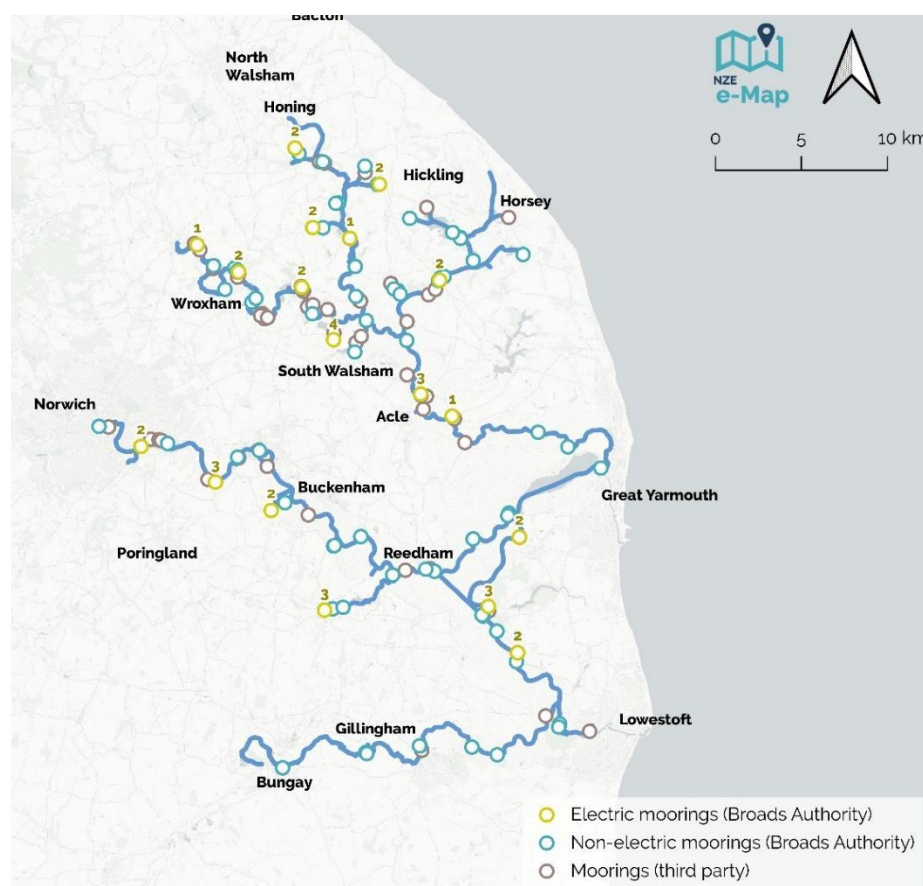 Bacton
North
Walsham
Honing
NZE
e-Map
0 5 10 km
2
2
Hickling
Horsey
2
1
1
2
2
2
Wroxham
4
South Walsham
3
1
Acle
Norwich
2
3
Buckenham
2
Great Yarmouth
2
Poringland
Reedham
3
3
2
Gillingham
Lowestoft
Bungay
Electric moorings (Broads Authority)
Non-electric moorings (Broads Authority)
Moorings (third party)